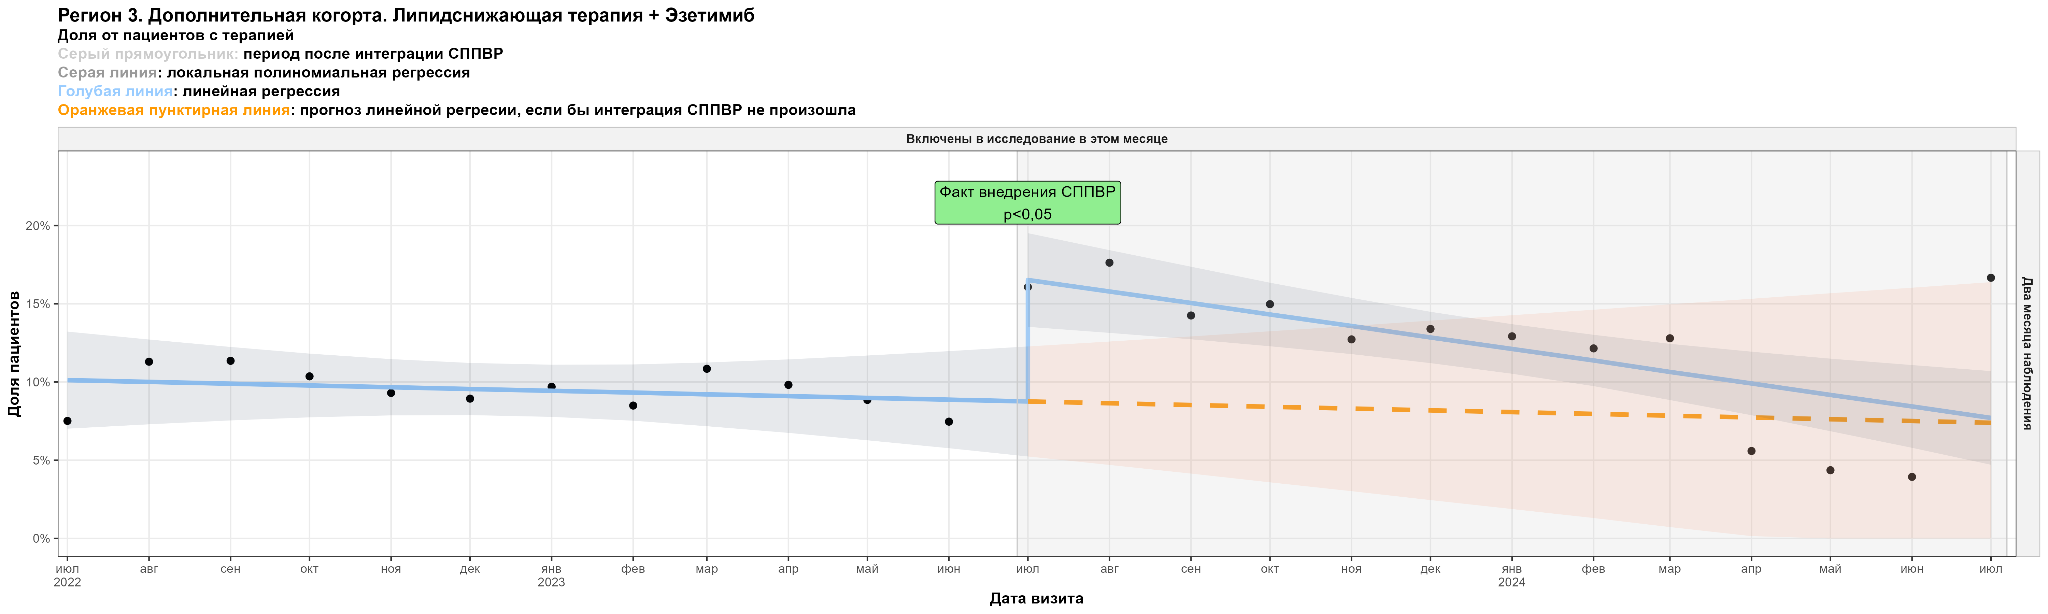 Регион 3. Дополнительная когорта. Липидснижающая терапия + Эзетимиб
Доля от пациентов с терапией
Серый прямоугольник: период после интеграции СППВР
Серая линия: локальная полиномиальная регрессия
Голубая линия: линейная регрессия
Оранжевая пунктирная линия: прогноз линейной регресии, если бы интеграция СППВР не произошла
Включены в исследование в этом месяце
Факт внедрения СППВР
p<0,05
Доля пациентов
20%
15%
10%
5%
0%
Два месяца наблюдения
июл авг сен окт ноя дек янв фев мар апр май июн июл авг сен окт ноя дек янв фев мар апр май июн июл
2022 2023 2024
Дата визита